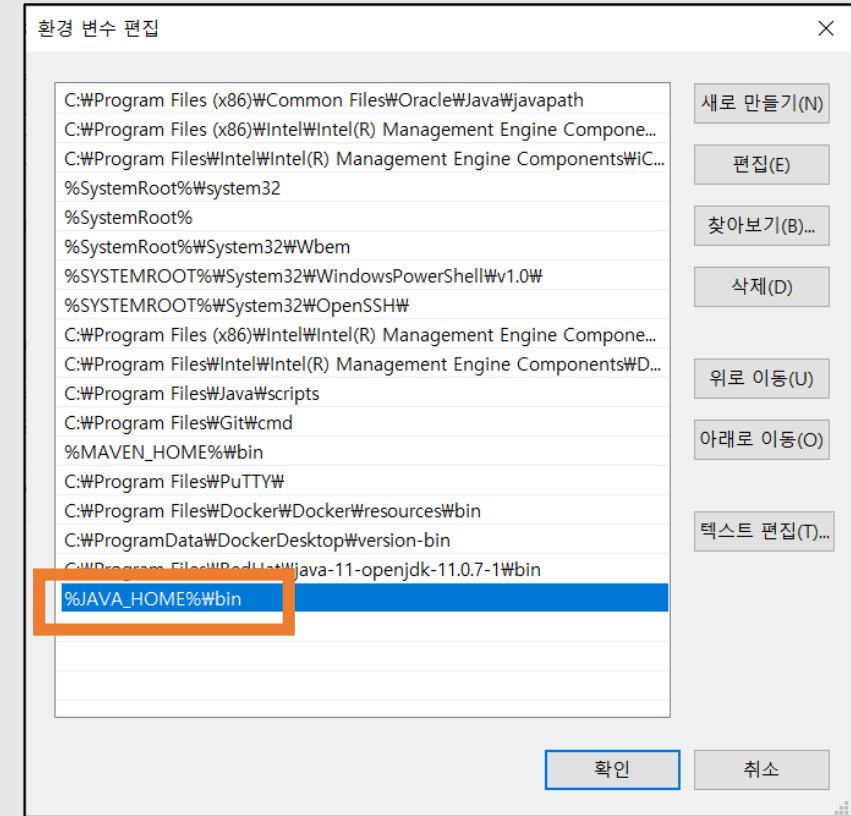 환경 변수 편집
C:₩Program Files (x86)₩Common Files₩Oracle₩Java₩javapath
C:₩Program Files (x86)₩Intel₩Intel(R) Management Engine Compone...
C:₩Program Files₩Intel₩Intel(R) Management Engine Components₩iC...
%SystemRoot%₩system32
%SystemRoot%
%SystemRoot%₩System32₩Wbem
%SYSTEMROOT%₩System32₩WindowsPowerShell₩v1.0₩
%SYSTEMROOT%₩System32₩OpenSSH₩
C:₩Program Files (x86)₩Intel₩Intel(R) Management Engine Compone...
C:₩Program Files₩Intel₩Intel(R) Management Engine Components₩D...
C:₩Program Files₩Java₩scripts
C:₩Program Files₩Git₩cmd
%MAVEN_HOME%₩bin
C:₩Program Files₩PuTTY₩
C:₩Program Files₩Docker₩Docker₩resources₩bin
C:₩ProgramData₩DockerDesktop₩version-bin
C:₩Program Files₩RedHat₩java-11-openjdk-11.0.7-1₩bin
%JAVA_HOME%₩bin
새로 만들기(N)
편집(E)
찾아보기(B)...
삭제(D)
위로 이동(U)
아래로 이동(O)
텍스트 편집(T)...
확인
취소